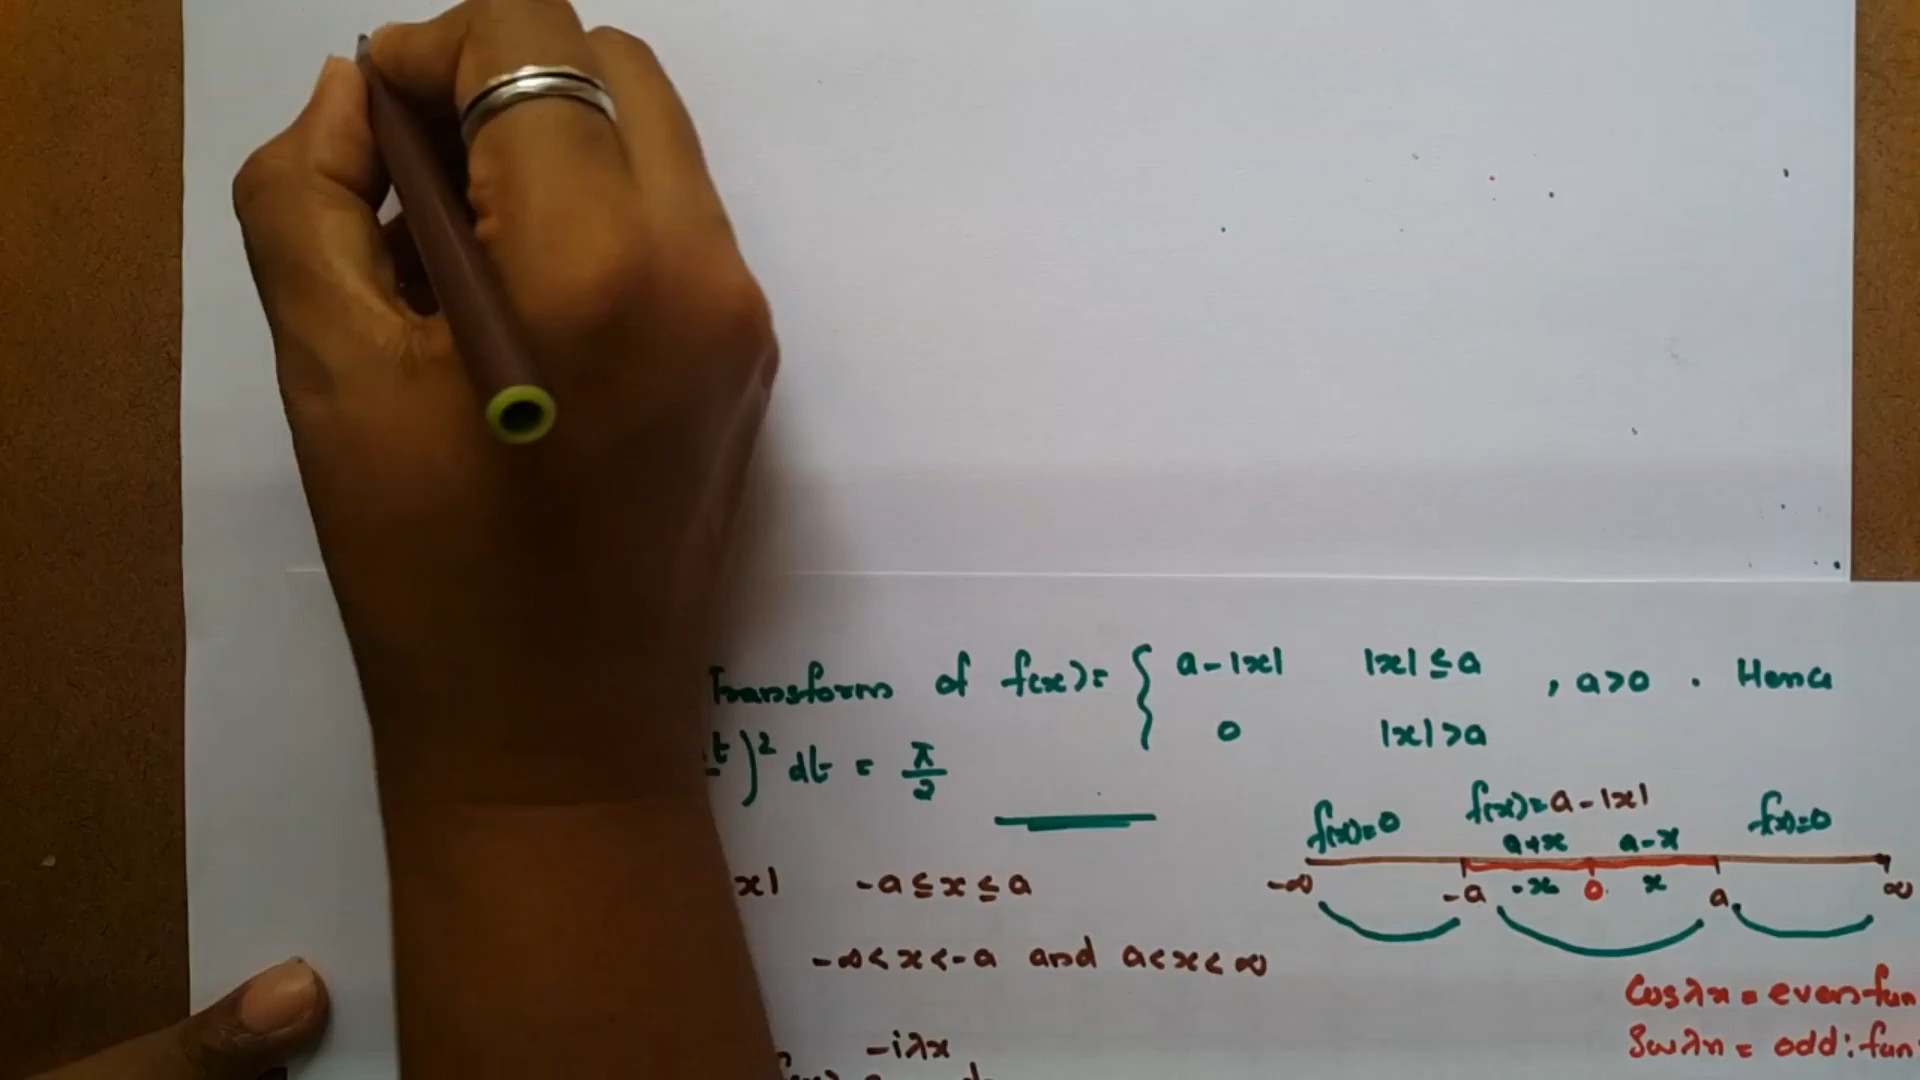 Transform of f(x)= { a-|x| |x|≤a , a>0 . Hence
0 |x|>a
t)² dt = π/2
f(x)=0 f(x)=a-|x| f(x)=0
a+x a-x
-∞ -a -x 0 x a ∞
x| -a≤x≤a
-∞<x<-a and a<x<∞
Cosλx = even fun
Sinλx = odd: fun
-iλx